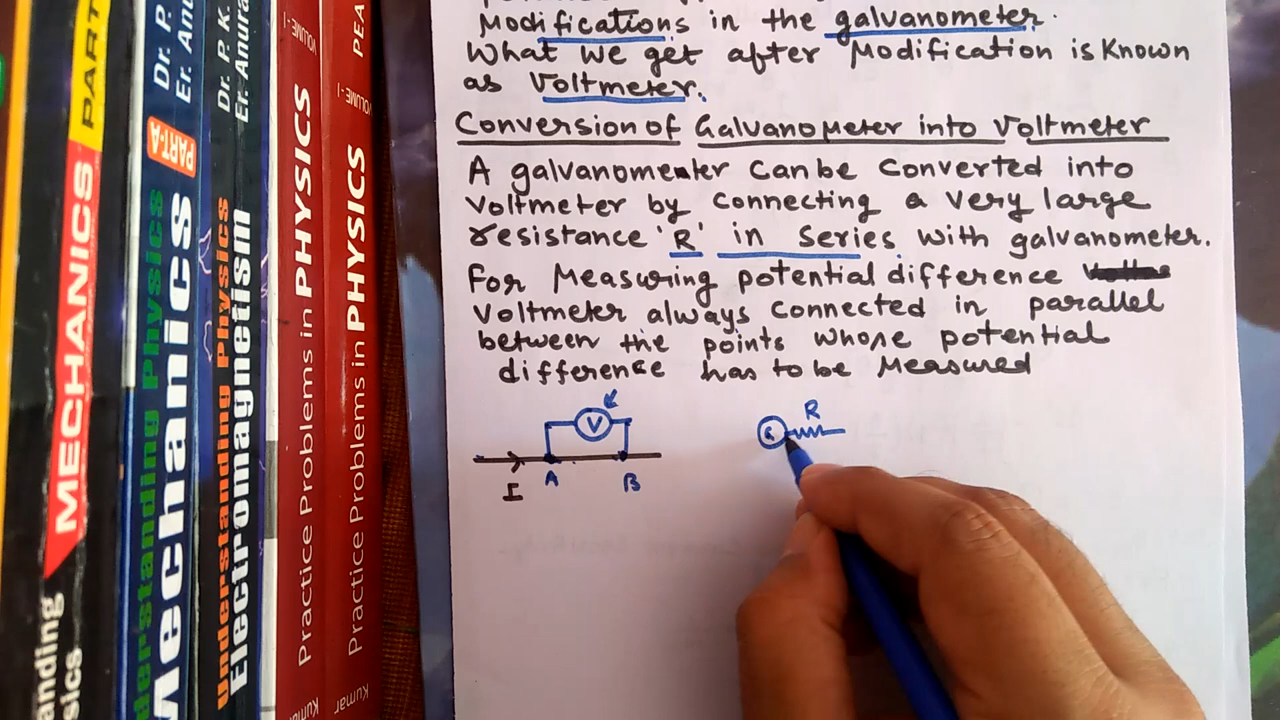 Modifications in the galvanometer.
What we get after Modification is Known
as Voltmeter.
Conversion of Galvanometer into Voltmeter
A galvanometer can be converted into
Voltmeter by connecting a very large
resistance 'R' in series with galvanometer.
For Measuring potential difference
Voltmeter always connected in parallel
between the points whose potential
difference has to be Measured
V
I
A
B
G
R
anding
sics
MECHANICS
PART
Understanding Physics
Mechanics
PART-A
Dr. P.
Er. Anu
Understanding Physics
Electromagnetism
Dr. P. K.
Er. Anura
Kumar
Practice Problems in PHYSICS
VOLUME - I
Kumar
Practice Problems in PHYSICS
VOLUME - I
PEA